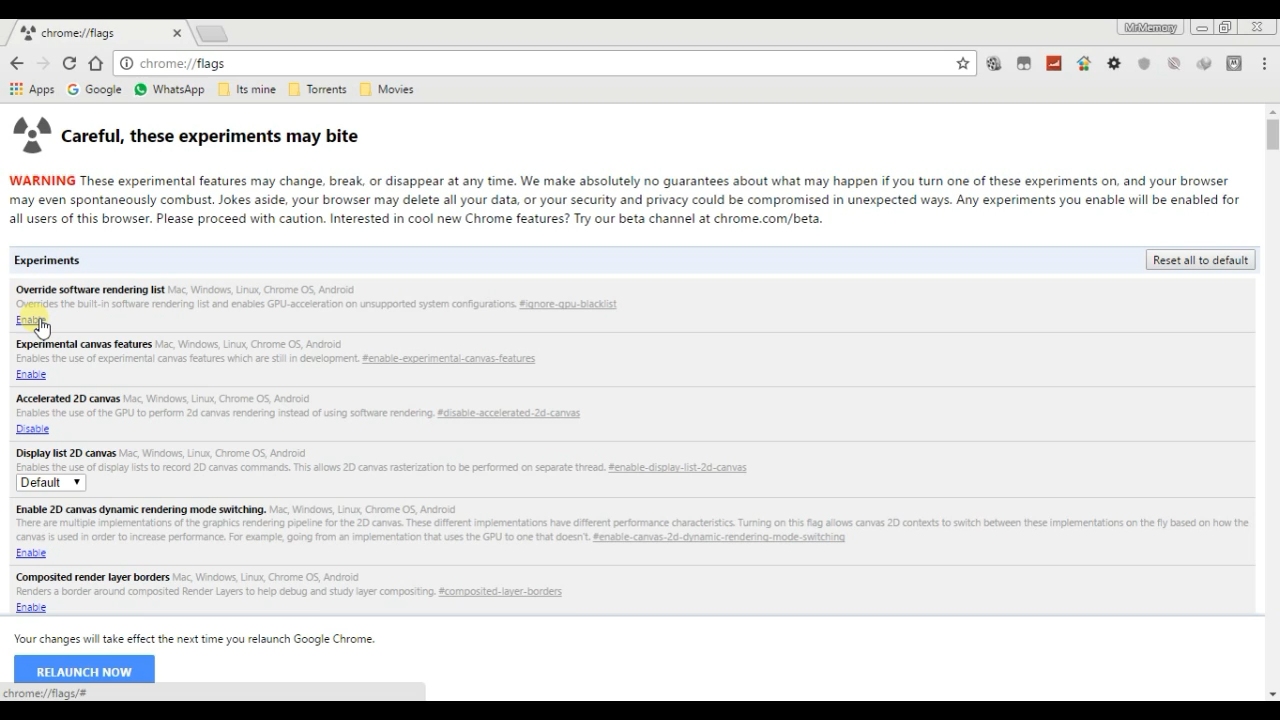 chrome://flags
MrMemory
chrome://flags
Apps Google WhatsApp Its mine Torrents Movies
Careful, these experiments may bite
WARNING These experimental features may change, break, or disappear at any time. We make absolutely no guarantees about what may happen if you turn one of these experiments on, and your browser
may even spontaneously combust. Jokes aside, your browser may delete all your data, or your security and privacy could be compromised in unexpected ways. Any experiments you enable will be enabled for
all users of this browser. Please proceed with caution. Interested in cool new Chrome features? Try our beta channel at chrome.com/beta.
Experiments Reset all to default
Override software rendering list Mac, Windows, Linux, Chrome OS, Android
Overrides the built-in software rendering list and enables GPU-acceleration on unsupported system configurations. #ignore-gpu-blacklist
Enable
Experimental canvas features Mac, Windows, Linux, Chrome OS, Android
Enables the use of experimental canvas features which are still in development. #enable-experimental-canvas-features
Enable
Accelerated 2D canvas Mac, Windows, Linux, Chrome OS, Android
Enables the use of the GPU to perform 2d canvas rendering instead of using software rendering. #disable-accelerated-2d-canvas
Disable
Display list 2D canvas Mac, Windows, Linux, Chrome OS, Android
Enables the use of display lists to record 2D canvas commands. This allows 2D canvas rasterization to be performed on separate thread. #enable-display-list-2d-canvas
Default
Enable 2D canvas dynamic rendering mode switching. Mac, Windows, Linux, Chrome OS, Android
There are multiple implementations of the graphics rendering pipeline for the 2D canvas. These different implementations have different performance characteristics. Turning on this flag allows canvas 2D contexts to switch between these implementations on the fly based on how the
canvas is used in order to increase performance. For example, going from an implementation that uses the GPU to one that doesn't. #enable-canvas-2d-dynamic-rendering-mode-switching
Enable
Composited render layer borders Mac, Windows, Linux, Chrome OS, Android
Renders a border around composited Render Layers to help debug and study layer compositing. #composited-layer-borders
Enable
Your changes will take effect the next time you relaunch Google Chrome.
RELAUNCH NOW
chrome://flags/#